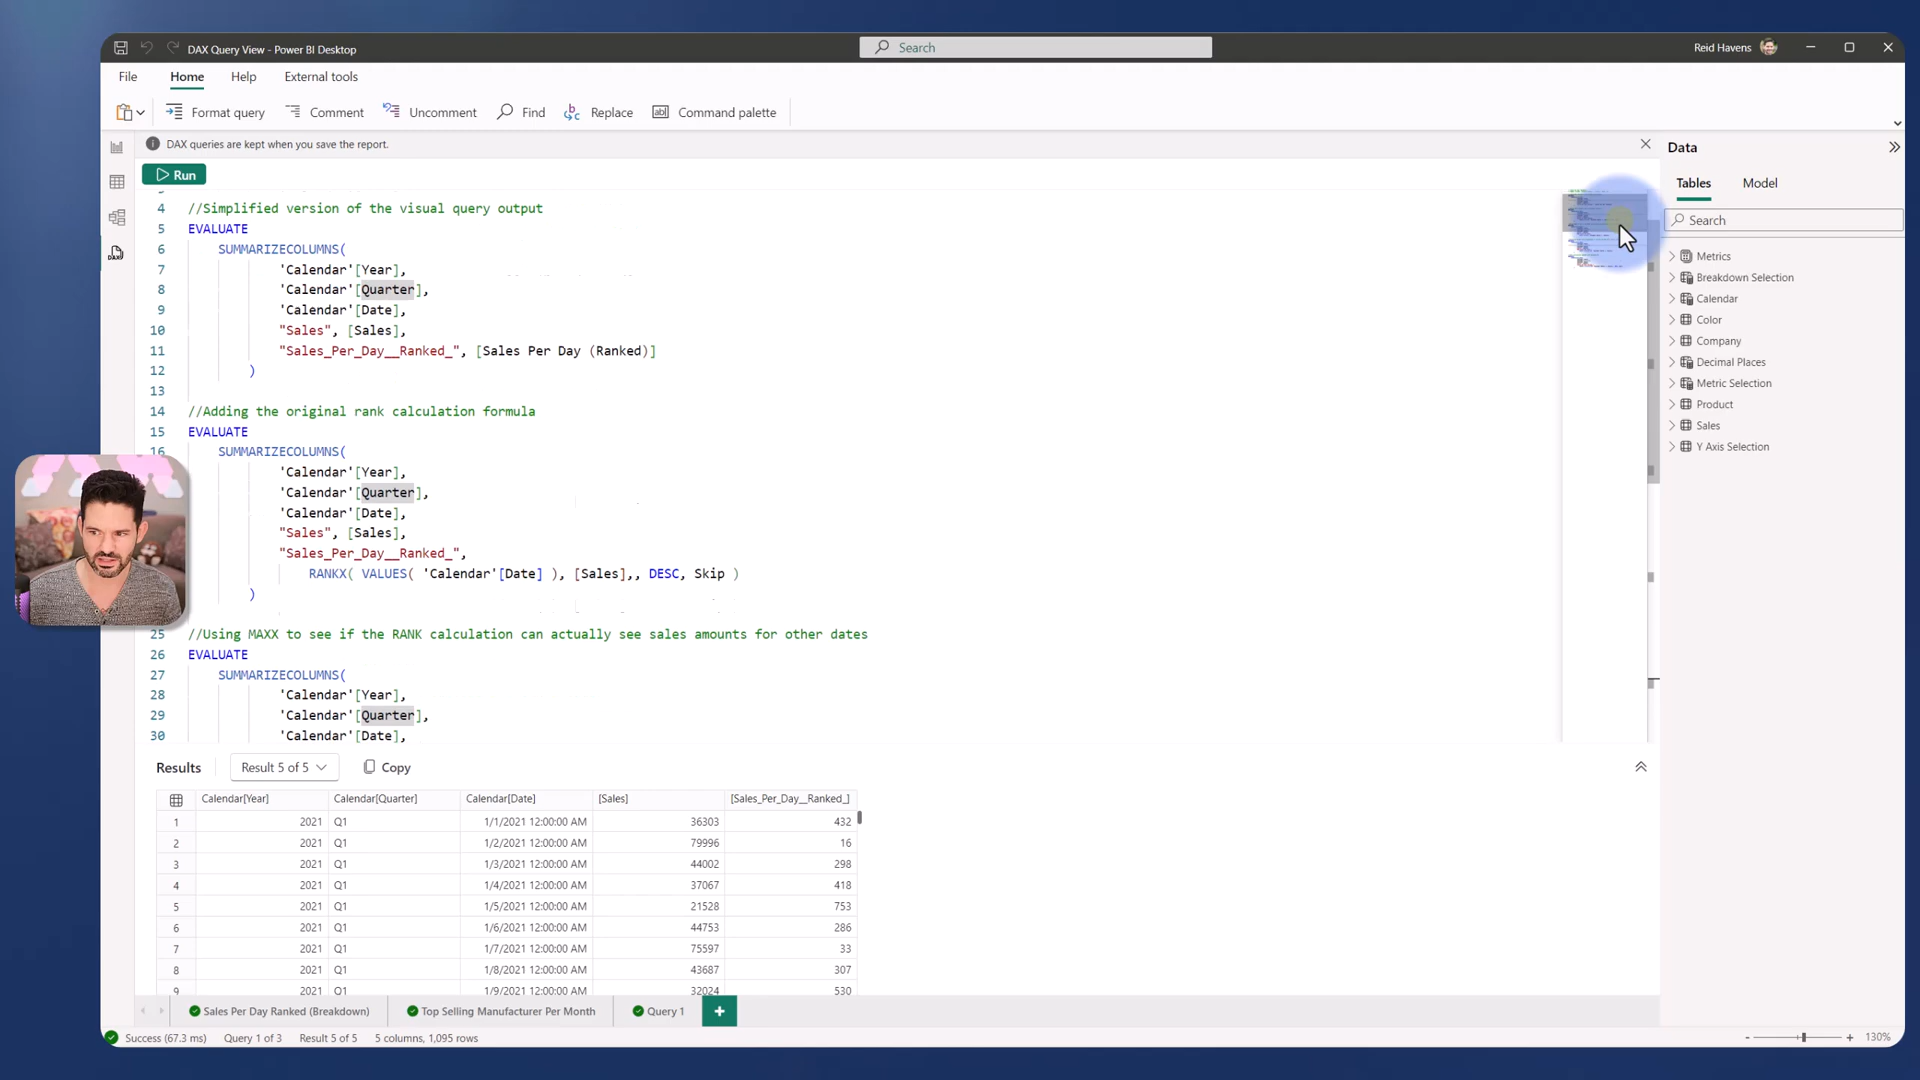 DAX Query View - Power BI Desktop
Search
Reid Havens
File
Home
Help
External tools
Format query
Comment
Uncomment
Find
Replace
Command palette
DAX queries are kept when you save the report.
Run
4 //Simplified version of the visual query output
5 EVALUATE
6 SUMMARIZECOLUMNS(
7 'Calendar'[Year],
8 'Calendar'[Quarter],
9 'Calendar'[Date],
10 "Sales", [Sales],
11 "Sales_Per_Day__Ranked_", [Sales Per Day (Ranked)]
12 )
13
14 //Adding the original rank calculation formula
15 EVALUATE
16 SUMMARIZECOLUMNS(
'Calendar'[Year],
'Calendar'[Quarter],
'Calendar'[Date],
"Sales", [Sales],
"Sales_Per_Day__Ranked_",
RANKX( VALUES( 'Calendar'[Date] ), [Sales],, DESC, Skip )
)
25 //Using MAXX to see if the RANK calculation can actually see sales amounts for other dates
26 EVALUATE
27 SUMMARIZECOLUMNS(
28 'Calendar'[Year],
29 'Calendar'[Quarter],
30 'Calendar'[Date],
Data
Tables
Model
Search
Metrics
Breakdown Selection
Calendar
Color
Company
Decimal Places
Metric Selection
Product
Sales
Y Axis Selection
Results
Result 5 of 5
Copy
Calendar[Year] Calendar[Quarter] Calendar[Date] [Sales] [Sales_Per_Day__Ranked_]
1 2021 Q1 1/1/2021 12:00:00 AM 36303 432
2 2021 Q1 1/2/2021 12:00:00 AM 79996 16
3 2021 Q1 1/3/2021 12:00:00 AM 44002 298
4 2021 Q1 1/4/2021 12:00:00 AM 37067 418
5 2021 Q1 1/5/2021 12:00:00 AM 21528 753
6 2021 Q1 1/6/2021 12:00:00 AM 44753 286
7 2021 Q1 1/7/2021 12:00:00 AM 75597 33
8 2021 Q1 1/8/2021 12:00:00 AM 43687 307
9 2021 Q1 1/9/2021 12:00:00 AM 32024 530
Sales Per Day Ranked (Breakdown)
Top Selling Manufacturer Per Month
Query 1
Success (67.3 ms)
Query 1 of 3
Result 5 of 5
5 columns, 1,095 rows
130%